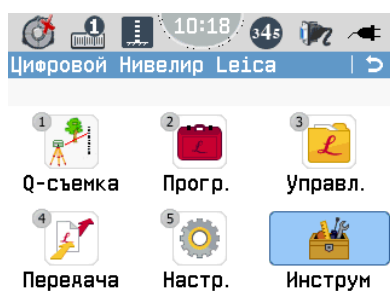 1 10:18 345
Цифровой Нивелир Leica
1 2 3
Q-съемка Прогр. Управл.
4 5
Передача Настр. Инструм